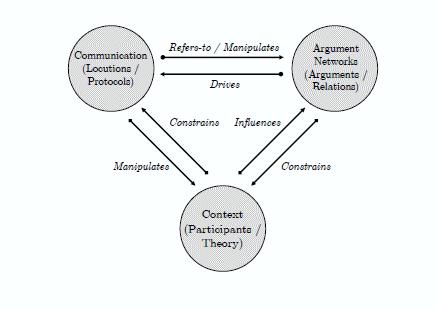 Communication
(Locutions /
Protocols)
Refers-to / Manipulates
Drives
Argument
Networks
(Arguments /
Relations)
Constrains
Influences
Manipulates
Constrains
Context
(Participants /
Theory)